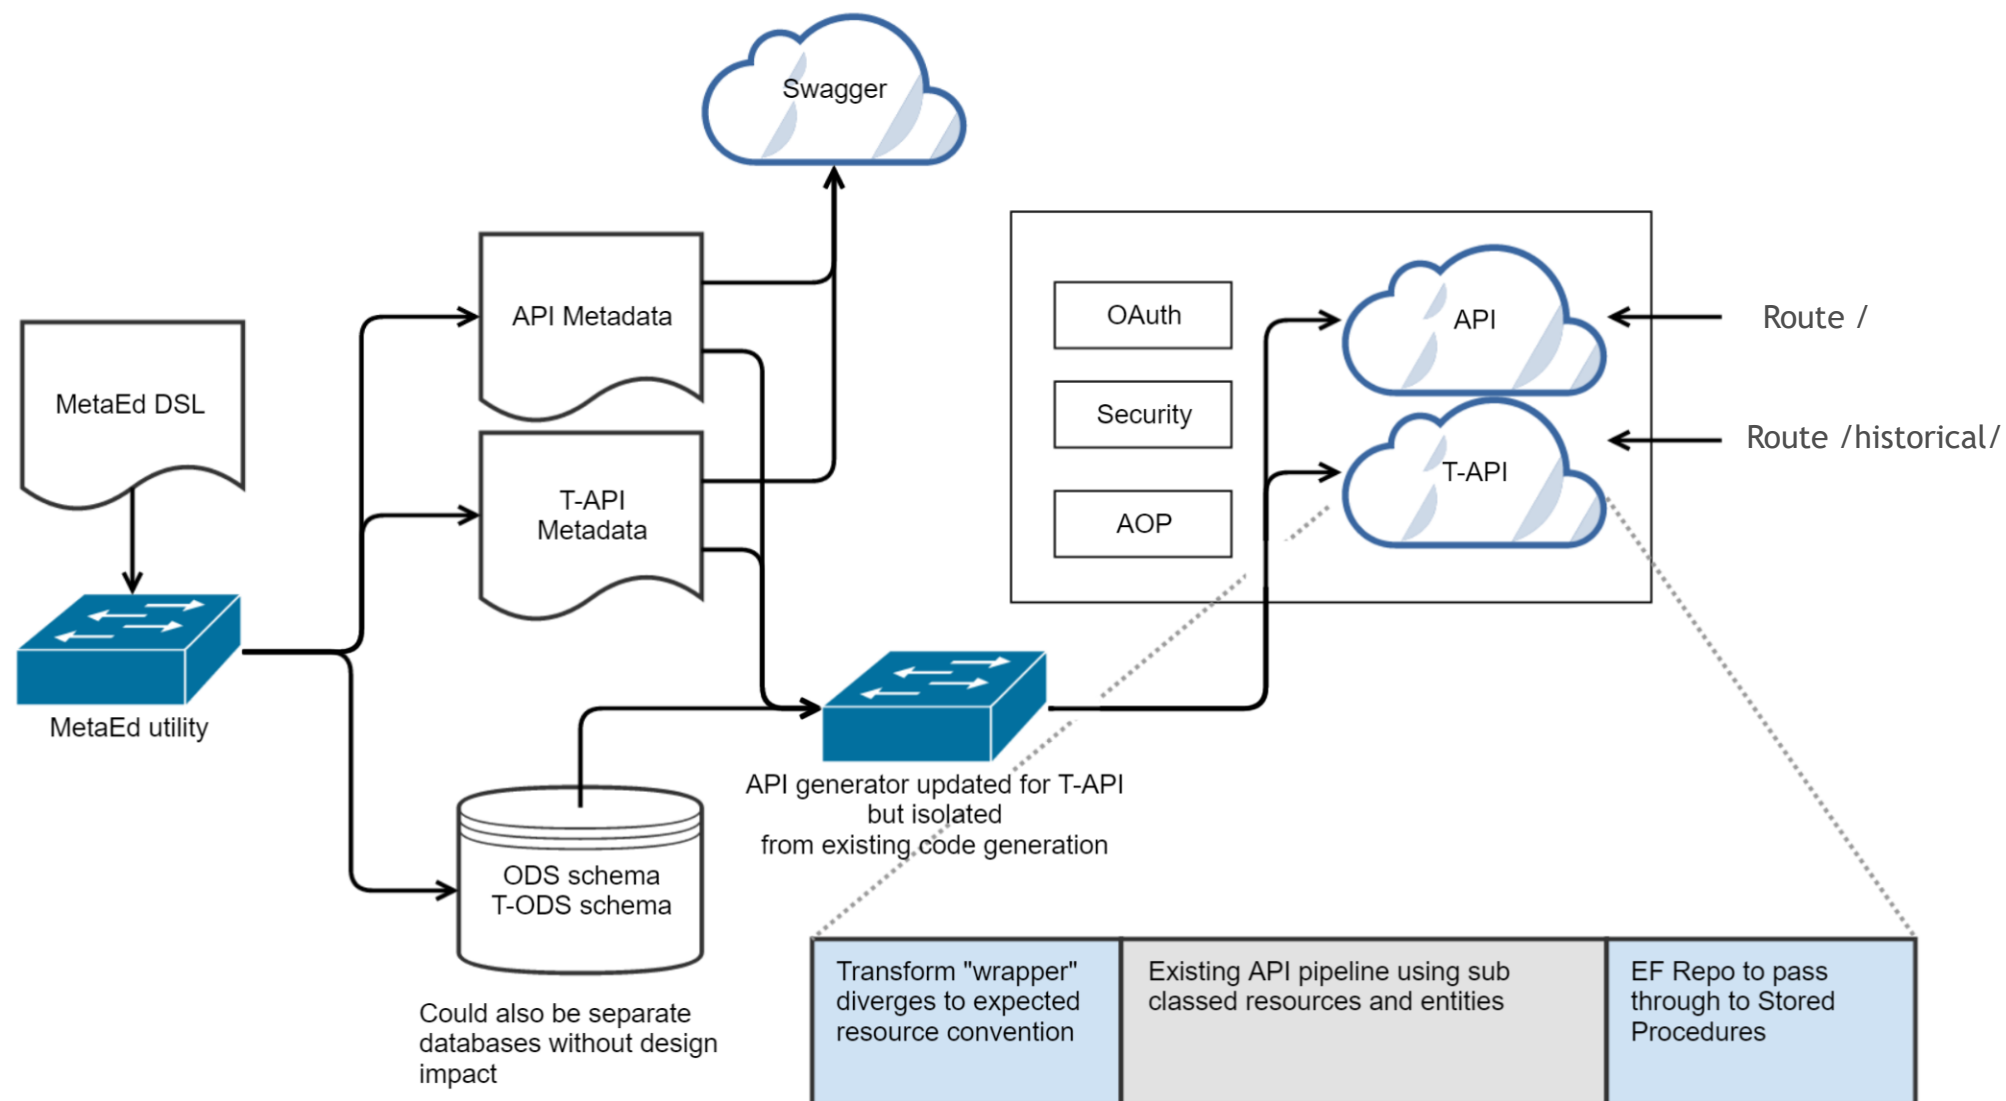 Swagger
API Metadata
MetaEd DSL
T-API
Metadata
MetaEd utility
OAuth
Security
AOP
API
T-API
Route /
Route /historical/
API generator updated for T-API
but isolated
from existing code generation
ODS schema
T-ODS schema
Could also be separate
databases without design
impact
Transform "wrapper"
diverges to expected
resource convention
Existing API pipeline using sub
classed resources and entities
EF Repo to pass
through to Stored
Procedures